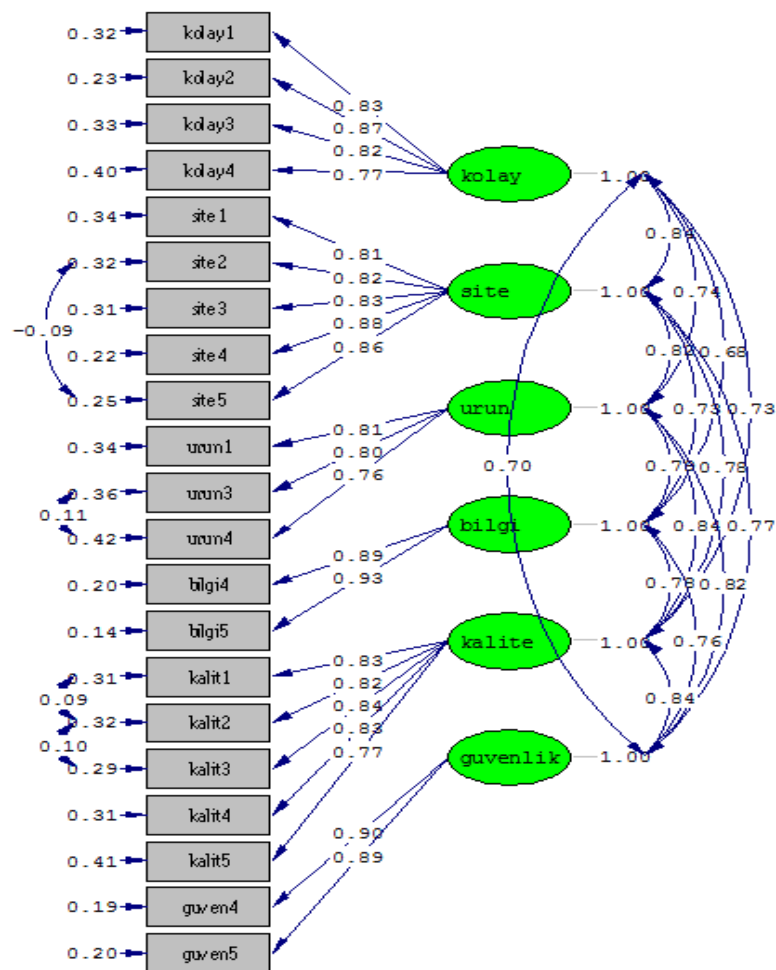 0.32 kolay1
0.23 kolay2
0.83
0.87
0.33 kolay3
0.82
0.77
0.40 kolay4
kolay 1.00
0.34 site1
0.84
0.81
0.32 site2
0.82
site 1.00
0.74
0.83
0.31 site3
0.88
-0.09
0.86
0.22 site4
0.82
0.68
0.25 site5
0.81
urun 1.00
0.73
0.73
0.34 urun1
0.80
0.76
0.70
0.79
0.78
0.36 urun3
0.11
bilgi 1.00
0.84
0.77
0.42 urun4
0.89
0.20 bilgi4
0.93
0.78
0.82
0.14 bilgi5
0.83
kalite 1.00
0.76
0.31 kalit1
0.82
0.09
0.84
0.84
0.32 kalit2
0.83
0.10
0.77
guvenlik 1.00
0.29 kalit3
0.31 kalit4
0.90
0.41 kalit5
0.89
0.19 guven4
0.20 guven5